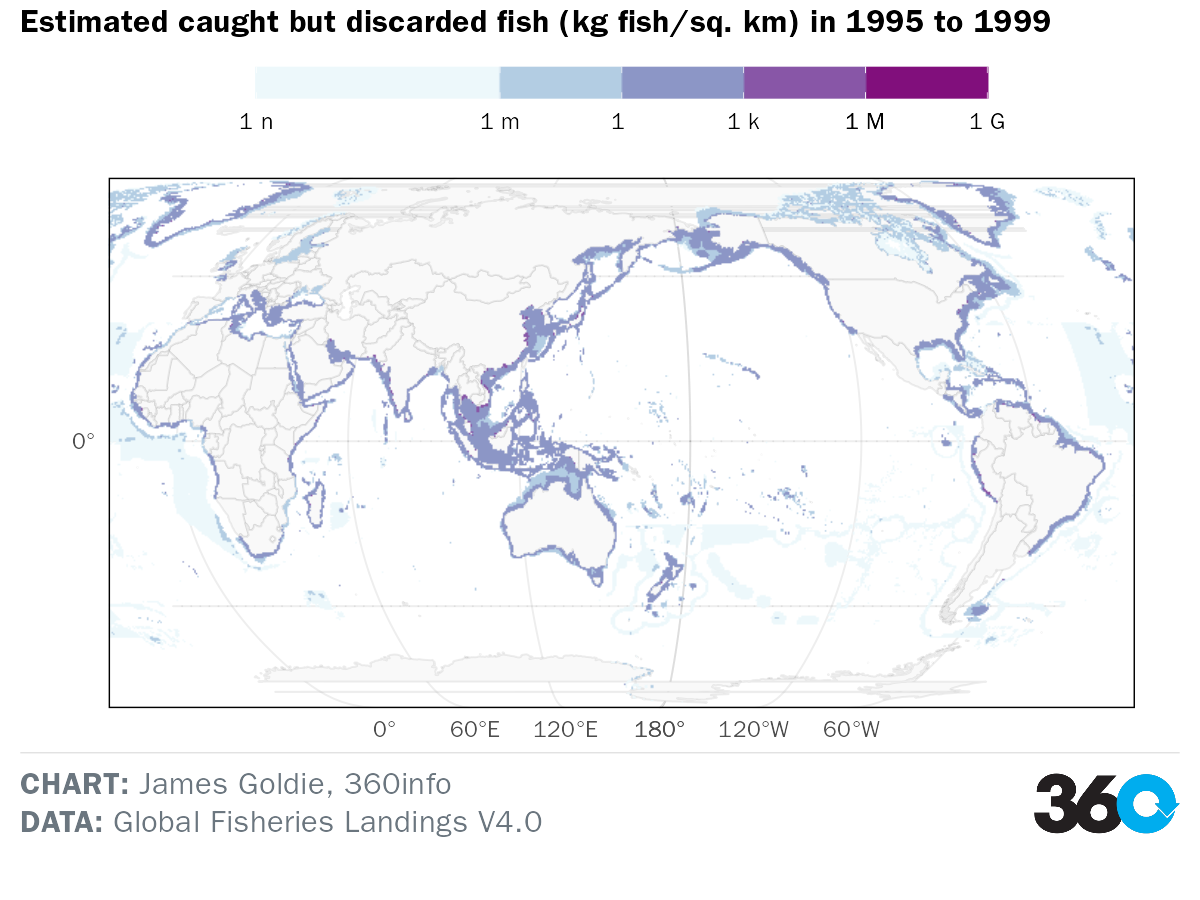 Estimated caught but discarded fish (kg fish/sq. km) in 1995 to 1999
1 n 1 m 1 1 k 1 M 1 G
0°
0° 60°E 120°E 180° 120°W 60°W
CHART: James Goldie, 360info
DATA: Global Fisheries Landings V4.0
360